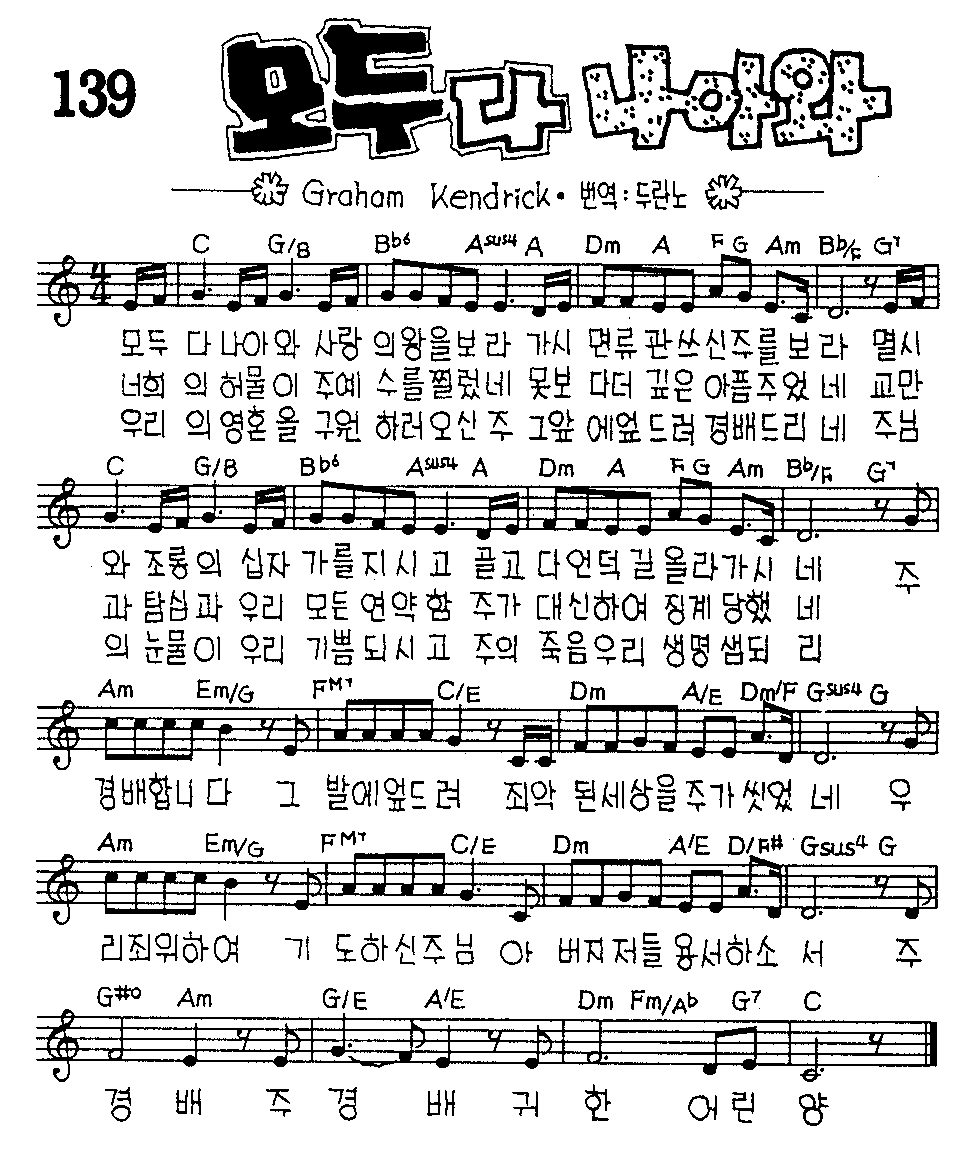 139 모두 다 나아와
Graham Kendrick · 번역 : 두란노
C G/B Bb6 Asus4 A Dm A F G Am Bb/F G7
4 4
모두 다 나아와 사랑 의왕을보라 가시 면류관쓰신주를보라 멸시
너희 의 허물이 주예 수를찔렀네 못보 다더 깊은 아픔주었네 교만
우리 의 영혼을 구원 하러오신 주 그앞 에엎드려 경배드리 네 주님
C G/B Bb6 Asus4 A Dm A F G Am Bb/F G7
와 조롱의 십자 가를지시고 끌고 다언덕길올라가시 네 주
과 탐심과 우리 모든연약함 주가 대신하여 징계당했 네
의 눈물이 우리 기쁨되시고 주의 죽음우리 생명샘되 리
Am Em/G FM7 C/E Dm A/E Dm/F Gsus4 G
경배합니다 그 발에엎드려 죄악 된세상을주가씻었 네 우
Am Em/G FM7 C/E Dm A/E D/F# Gsus4 G
리죄위하여 기 도하신주님 아 버지저들용서하소 서 주
G#o Am G/E A/E Dm Fm/Ab G7 C
경 배 주 경 배 귀 한 어린 양